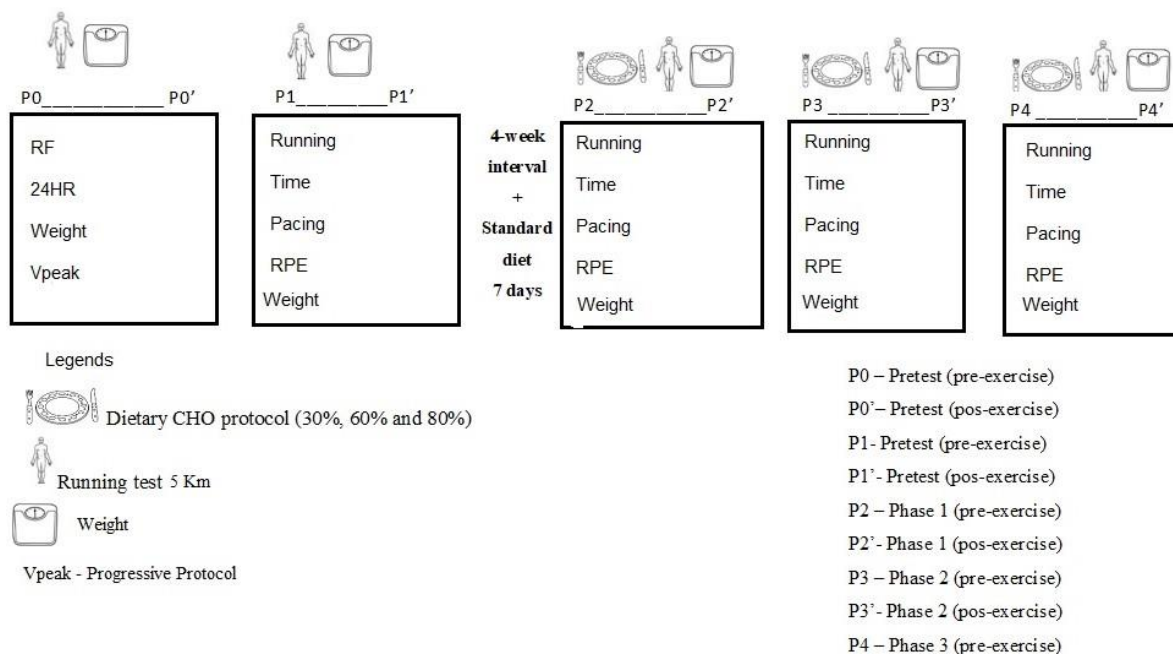 P0______________ P0’
RF
24HR
Weight
Vpeak
P1__________P1’
Running
Time
Pacing
RPE
Weight
4-week
interval
+
Standard
diet
7 days
P2____________P2’
Running
Time
Pacing
RPE
Weight
P3 ___________P3’
Running
Time
Pacing
RPE
Weight
P4 ___________P4’
Running
Time
Pacing
RPE
Weight
Legends
Dietary CHO protocol (30%, 60% and 80%)
Running test 5 Km
Weight
Vpeak - Progressive Protocol
P0 – Pretest (pre-exercise)
P0’– Pretest (pos-exercise)
P1- Pretest (pre-exercise)
P1’- Pretest (pos-exercise)
P2 – Phase 1 (pre-exercise)
P2’- Phase 1 (pos-exercise)
P3 – Phase 2 (pre-exercise)
P3’- Phase 2 (pos-exercise)
P4 – Phase 3 (pre-exercise)